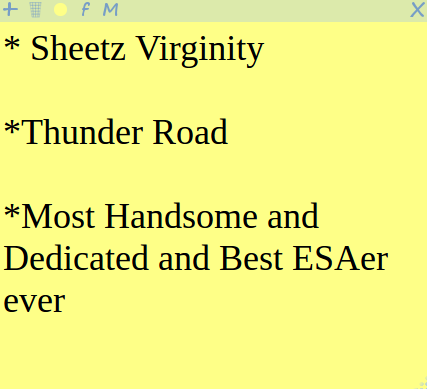 f M X
* Sheetz Virginity
*Thunder Road
*Most Handsome and
Dedicated and Best ESAer
ever